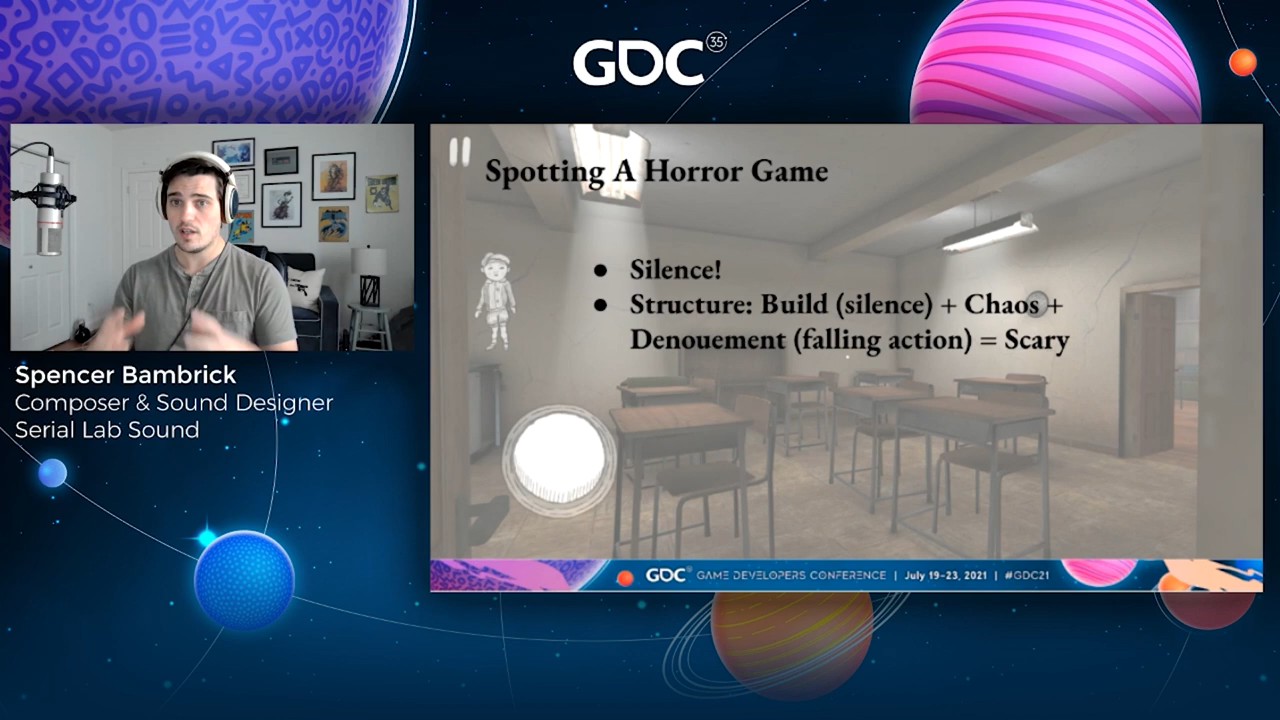 GDC 35
Spotting A Horror Game
Silence!
Structure: Build (silence) + Chaos +
Denouement (falling action) = Scary
Spencer Bambrick
Composer & Sound Designer
Serial Lab Sound
GDC GAME DEVELOPERS CONFERENCE | July 19-23, 2021 | #GDC21